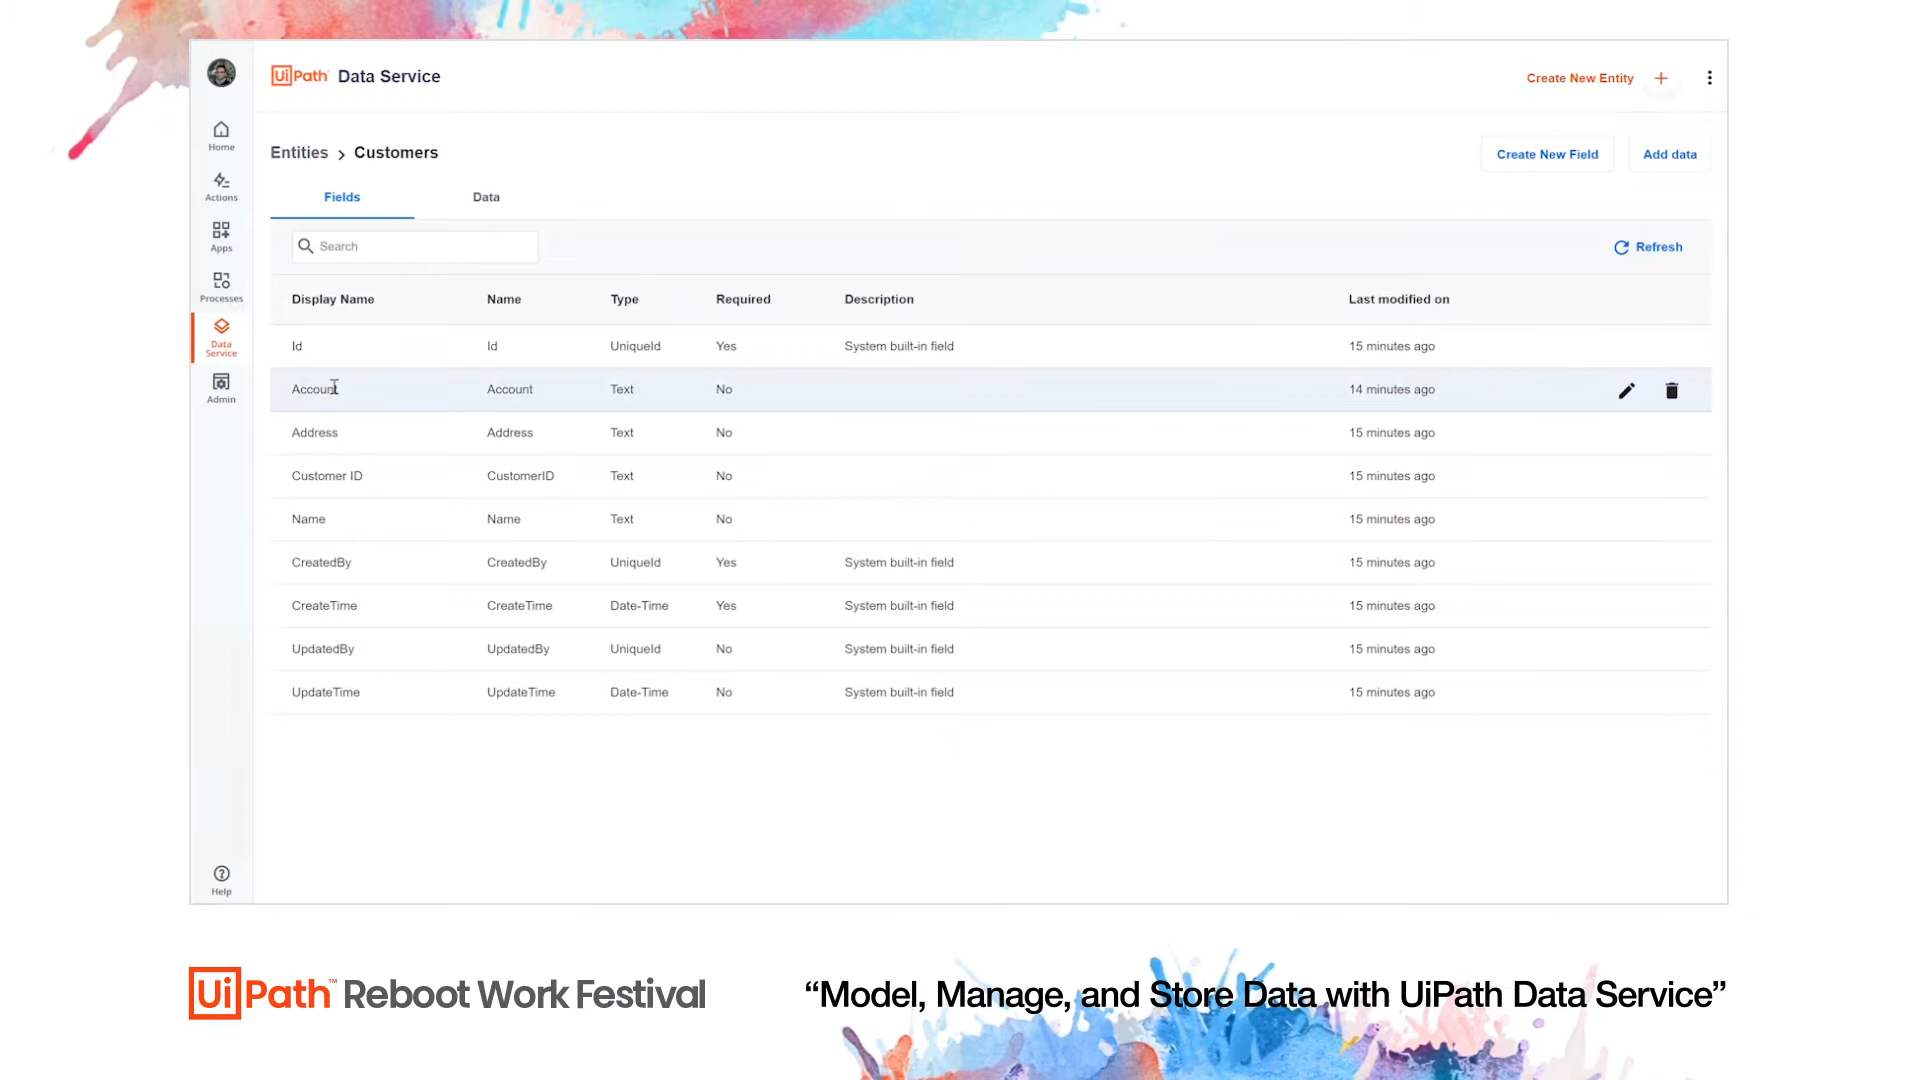 UiPath Data Service
Create New Entity +
Home
Actions
Apps
Processes
Data
Service
Admin
Help
Entities > Customers
Create New Field
Add data
Fields Data
Search
Refresh
Display Name Name Type Required Description Last modified on
Id Id UniqueId Yes System built-in field 15 minutes ago
Account Account Text No 14 minutes ago
Address Address Text No 15 minutes ago
Customer ID CustomerID Text No 15 minutes ago
Name Name Text No 15 minutes ago
CreatedBy CreatedBy UniqueId Yes System built-in field 15 minutes ago
CreateTime CreateTime Date-Time Yes System built-in field 15 minutes ago
UpdatedBy UpdatedBy UniqueId No System built-in field 15 minutes ago
UpdateTime UpdateTime Date-Time No System built-in field 15 minutes ago
UiPath™ Reboot Work Festival
“Model, Manage, and Store Data with UiPath Data Service”